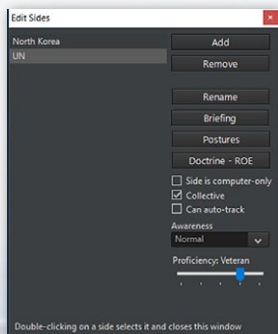 Edit Sides
North Korea
UN
Add
Remove
Rename
Briefing
Postures
Doctrine - ROE
Side is computer-only
Collective
Can auto-track
Awareness
Normal
Proficiency: Veteran
Double-clicking on a side selects it and closes this window